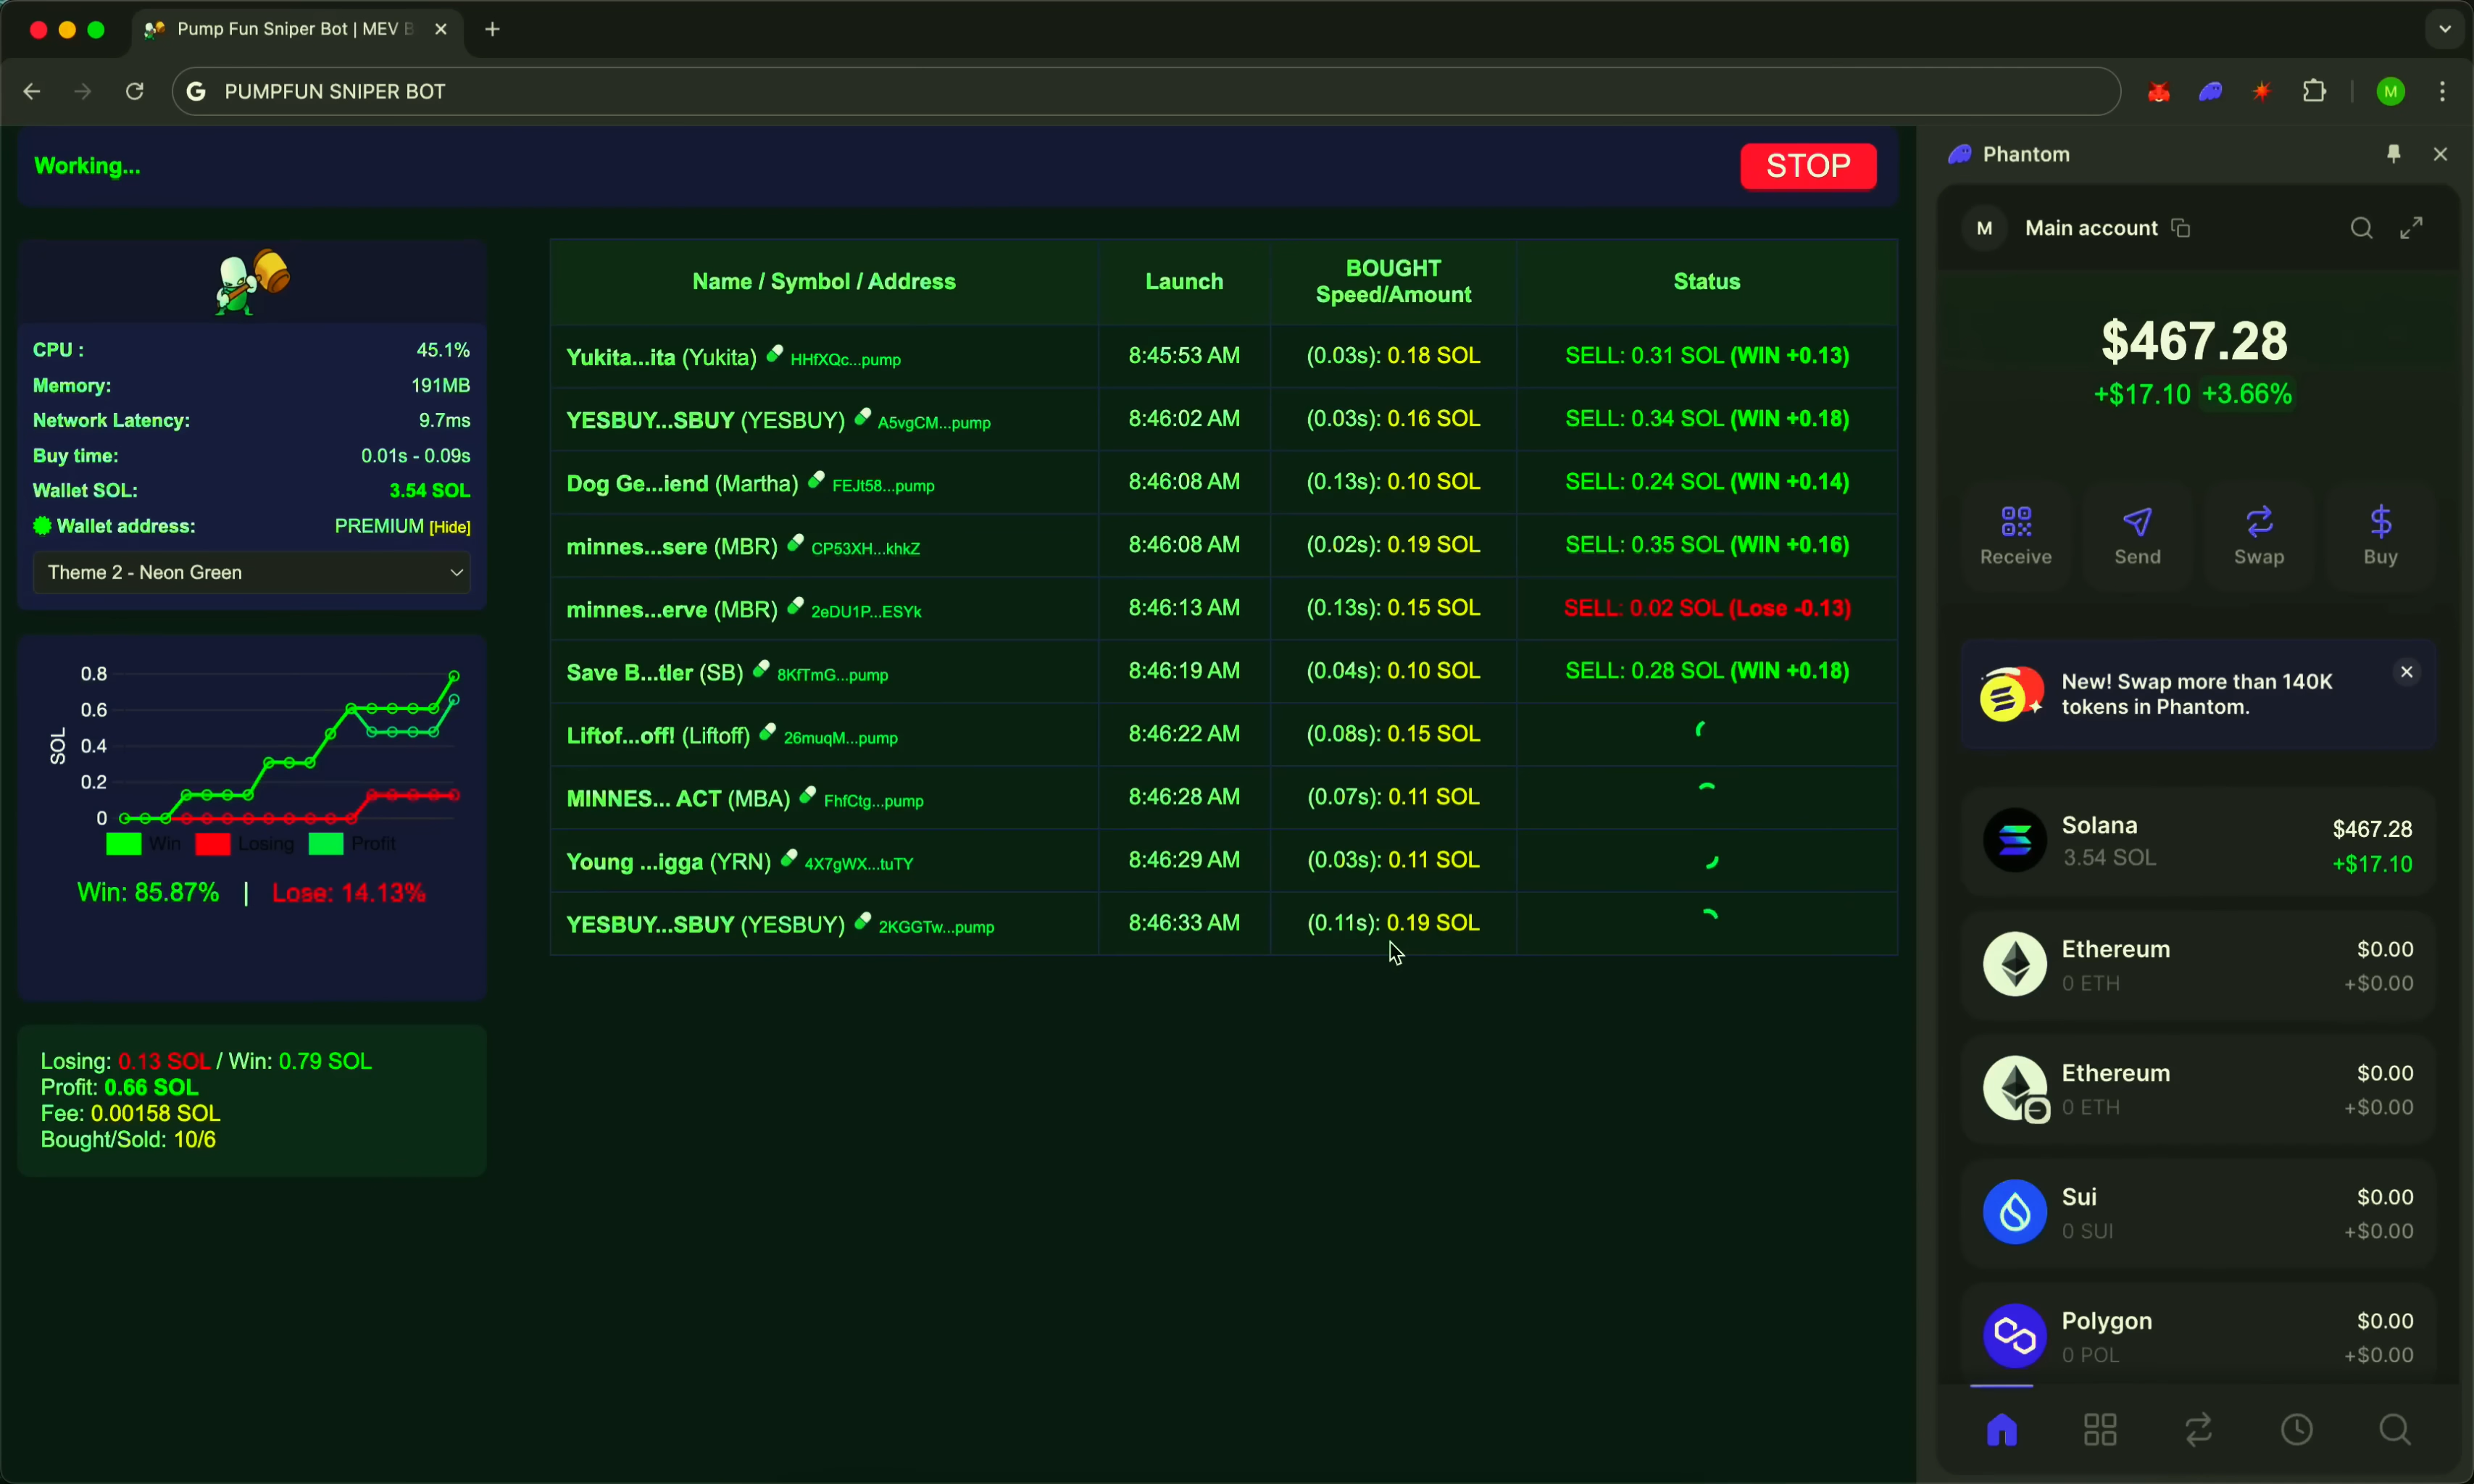 Pump Fun Sniper Bot | MEV B
PUMPFUN SNIPER BOT
M
Working...
STOP
CPU : 45.1%
Memory: 191MB
Network Latency: 9.7ms
Buy time: 0.01s - 0.09s
Wallet SOL: 3.54 SOL
Wallet address: PREMIUM [Hide]
Theme 2 - Neon Green
SOL
0.8
0.6
0.4
0.2
0
Win Losing Profit
Win: 85.87% | Lose: 14.13%
Losing: 0.13 SOL / Win: 0.79 SOL
Profit: 0.66 SOL
Fee: 0.00158 SOL
Bought/Sold: 10/6
Name / Symbol / Address Launch BOUGHT Speed/Amount Status
Yukita...ita (Yukita) HHfXQc...pump 8:45:53 AM (0.03s): 0.18 SOL SELL: 0.31 SOL (WIN +0.13)
YESBUY...SBUY (YESBUY) A5vgCM...pump 8:46:02 AM (0.03s): 0.16 SOL SELL: 0.34 SOL (WIN +0.18)
Dog Ge...iend (Martha) FEJt58...pump 8:46:08 AM (0.13s): 0.10 SOL SELL: 0.24 SOL (WIN +0.14)
minnes...sere (MBR) CP53XH...khkZ 8:46:08 AM (0.02s): 0.19 SOL SELL: 0.35 SOL (WIN +0.16)
minnes...erve (MBR) 2eDU1P...ESYk 8:46:13 AM (0.13s): 0.15 SOL SELL: 0.02 SOL (Lose -0.13)
Save B...tler (SB) 8KfTmG...pump 8:46:19 AM (0.04s): 0.10 SOL SELL: 0.28 SOL (WIN +0.18)
Liftof...off! (Liftoff) 26muqM...pump 8:46:22 AM (0.08s): 0.15 SOL
MINNES... ACT (MBA) FhfCtg...pump 8:46:28 AM (0.07s): 0.11 SOL
Young ...igga (YRN) 4X7gWX...tuTY 8:46:29 AM (0.03s): 0.11 SOL
YESBUY...SBUY (YESBUY) 2KGGTw...pump 8:46:33 AM (0.11s): 0.19 SOL
Phantom
M Main account
$467.28
+$17.10 +3.66%
Receive Send Swap Buy
New! Swap more than 140K
tokens in Phantom.
Solana $467.28
3.54 SOL +$17.10
Ethereum $0.00
0 ETH +$0.00
Ethereum $0.00
0 ETH +$0.00
Sui $0.00
0 SUI +$0.00
Polygon $0.00
0 POL +$0.00